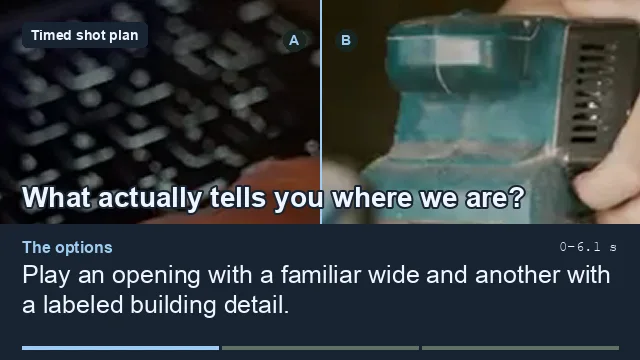 Timed shot plan
A
B
What actually tells you where we are?
The options
0–6.1 s
Play an opening with a familiar wide and another with
a labeled building detail.